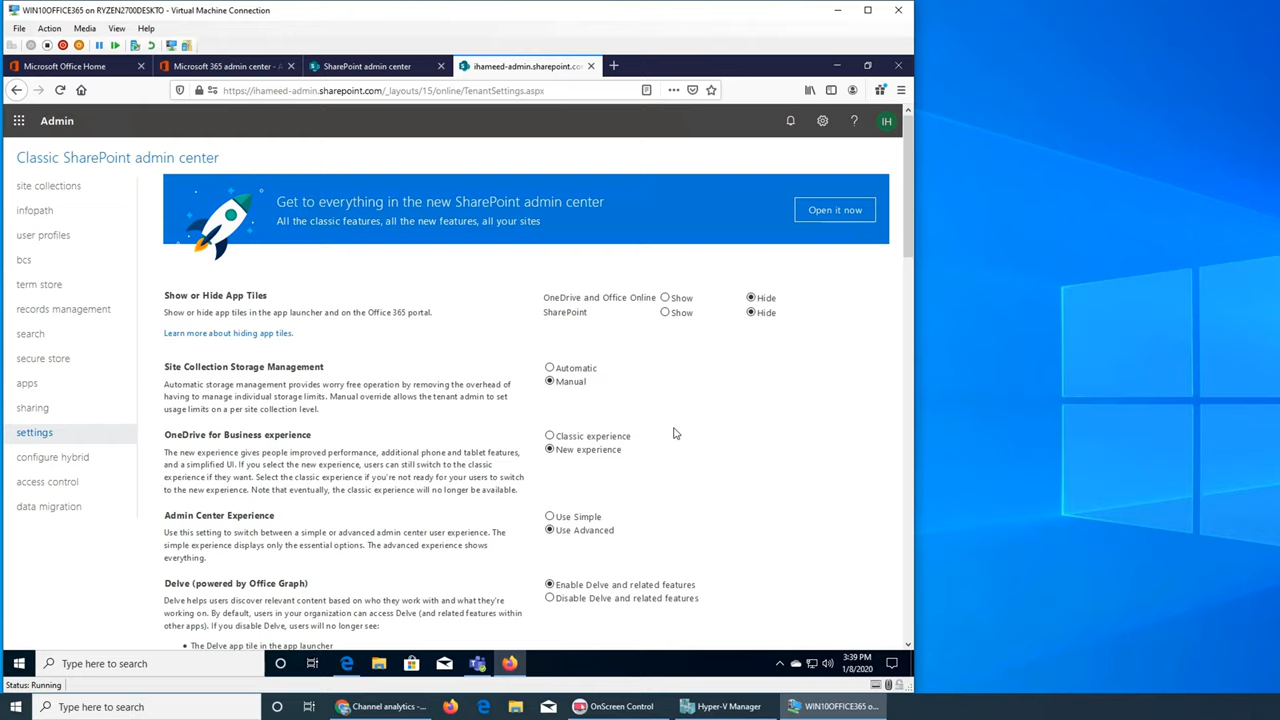 WIN10OFFICE365 on RYZEN2700DESKTO - Virtual Machine Connection
File Action Media View Help
Microsoft Office Home
Microsoft 365 admin center - A
SharePoint admin center
ihameed-admin.sharepoint.co
https://ihameed-admin.sharepoint.com/_layouts/15/online/TenantSettings.aspx
Admin
IH
Classic SharePoint admin center
site collections
infopath
user profiles
bcs
term store
records management
search
secure store
apps
sharing
settings
configure hybrid
access control
data migration
Get to everything in the new SharePoint admin center
All the classic features, all the new features, all your sites
Open it now
Show or Hide App Tiles
Show or hide app tiles in the app launcher and on the Office 365 portal.
Learn more about hiding app tiles.
OneDrive and Office Online Show Hide
SharePoint Show Hide
Site Collection Storage Management
Automatic storage management provides worry free operation by removing the overhead of
having to manage individual storage limits. Manual override allows the tenant admin to set
usage limits on a per site collection level.
Automatic
Manual
OneDrive for Business experience
The new experience gives people improved performance, additional phone and tablet features,
and a simplified UI. If you select the new experience, users can still switch to the classic
experience if they want. Select the classic experience if you're not ready for your users to switch
to the new experience. Note that eventually, the classic experience will no longer be available.
Classic experience
New experience
Admin Center Experience
Use this setting to switch between a simple or advanced admin center user experience. The
simple experience displays only the essential options. The advanced experience shows
everything.
Use Simple
Use Advanced
Delve (powered by Office Graph)
Delve helps users discover relevant content based on who they work with and what they're
working on. By default, users in your organization can access Delve (and related features within
other apps). If you disable Delve, users will no longer see:
• The Delve app tile in the app launcher
Enable Delve and related features
Disable Delve and related features
Type here to search
3:39 PM
1/8/2020
Status: Running
Type here to search
Channel analytics -...
OnScreen Control
Hyper-V Manager
WIN10OFFICE365 o...